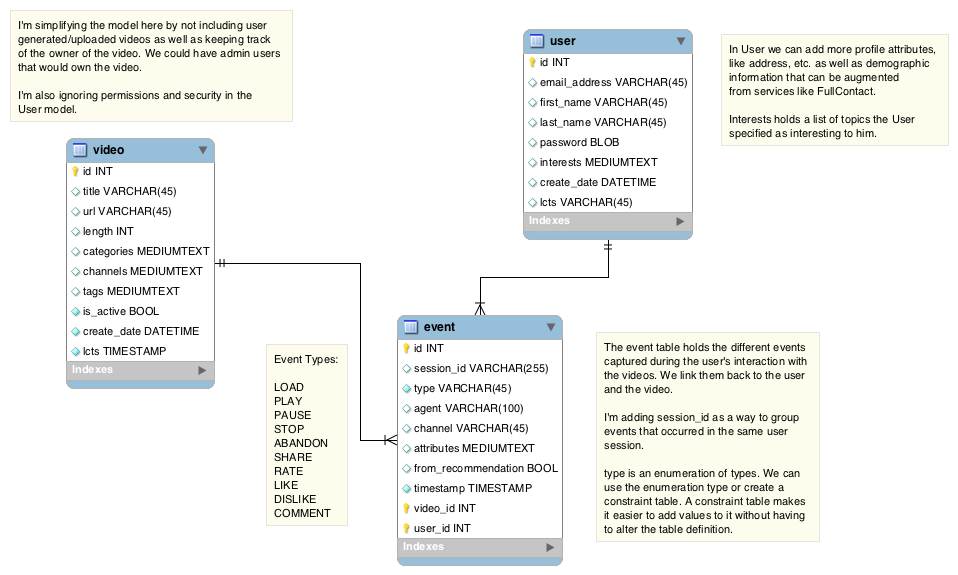 I'm simplifying the model here by not including user
generated/uploaded videos as well as keeping track
of the owner of the video. We could have admin users
that would own the video.
I'm also ignoring permissions and security in the
User model.
user
id INT
email_address VARCHAR(45)
first_name VARCHAR(45)
last_name VARCHAR(45)
password BLOB
interests MEDIUMTEXT
create_date DATETIME
lcts VARCHAR(45)
Indexes
In User we can add more profile attributes,
like address, etc. as well as demographic
information that can be augmented
from services like FullContact.
Interests holds a list of topics the User
specified as interesting to him.
video
id INT
title VARCHAR(45)
url VARCHAR(45)
length INT
categories MEDIUMTEXT
channels MEDIUMTEXT
tags MEDIUMTEXT
is_active BOOL
create_date DATETIME
lcts TIMESTAMP
Indexes
Event Types:
LOAD
PLAY
PAUSE
STOP
ABANDON
SHARE
RATE
LIKE
DISLIKE
COMMENT
event
id INT
session_id VARCHAR(255)
type VARCHAR(45)
agent VARCHAR(100)
channel VARCHAR(45)
attributes MEDIUMTEXT
from_recommendation BOOL
timestamp TIMESTAMP
video_id INT
user_id INT
Indexes
The event table holds the different events
captured during the user's interaction with
the videos. We link them back to the user
and the video.
I'm adding session_id as a way to group
events that occurred in the same user
session.
type is an enumeration of types. We can
use the enumeration type or create a
constraint table. A constraint table makes
it easier to add values to it without having
to alter the table definition.